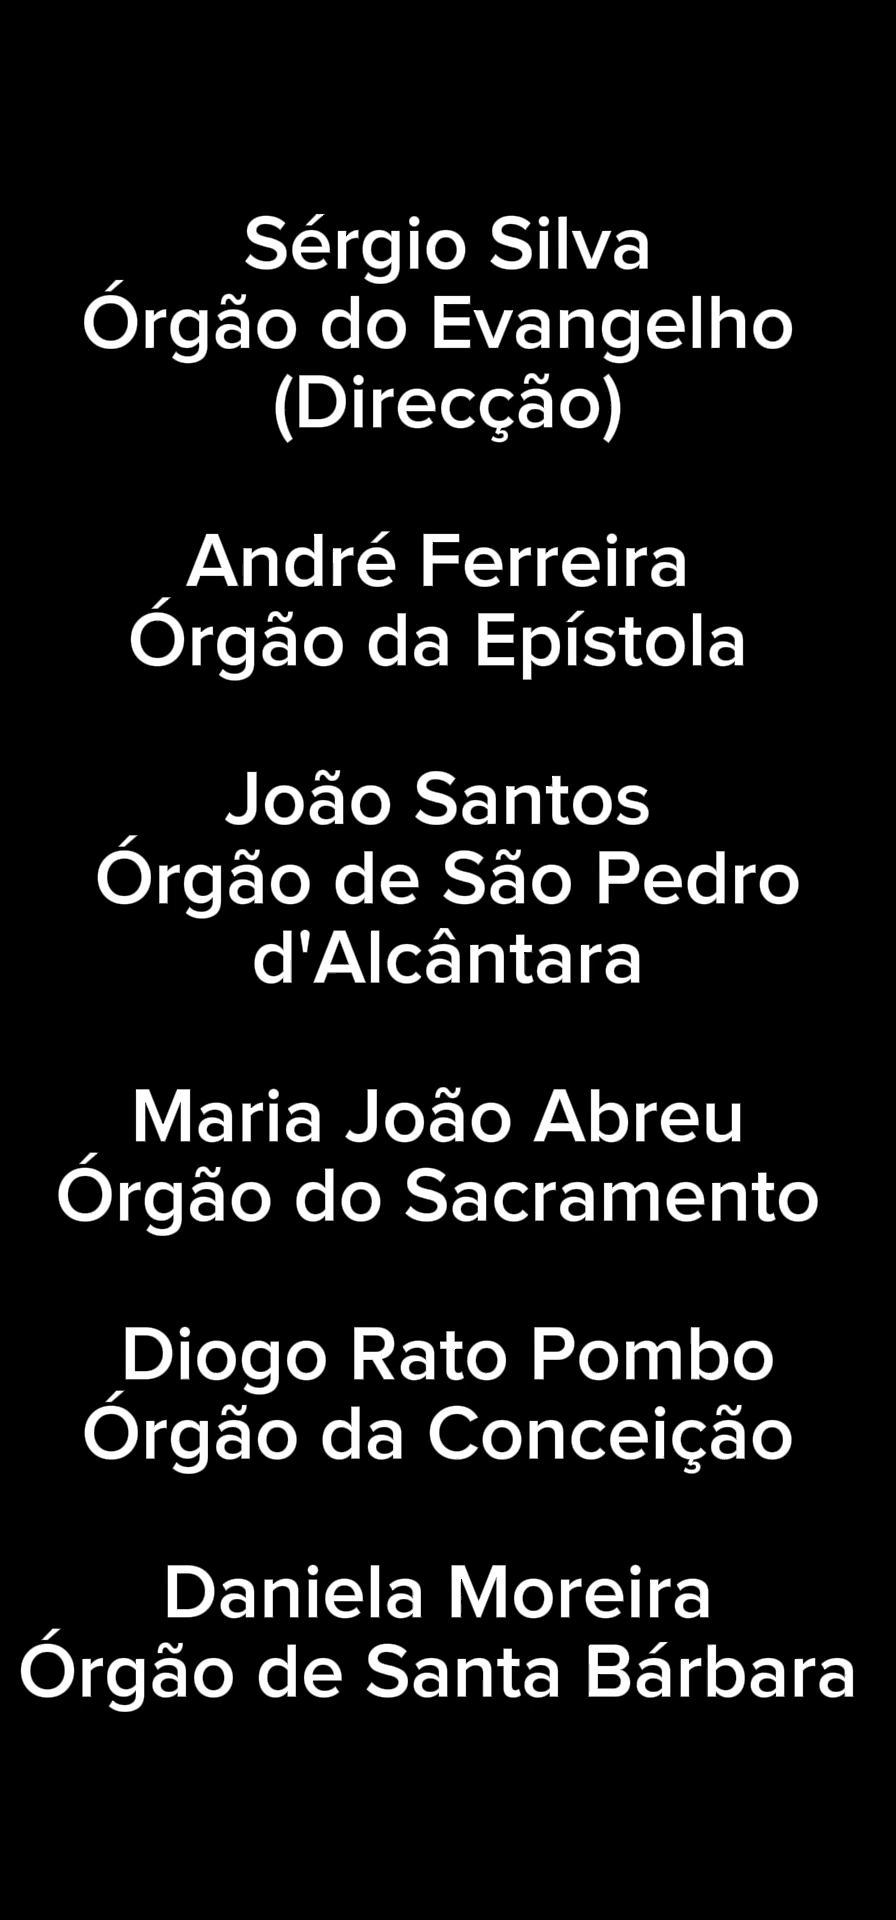 Sérgio Silva
Órgão do Evangelho
(Direcção)
André Ferreira
Órgão da Epístola
João Santos
Órgão de São Pedro
d'Alcântara
Maria João Abreu
Órgão do Sacramento
Diogo Rato Pombo
Órgão da Conceição
Daniela Moreira
Órgão de Santa Bárbara